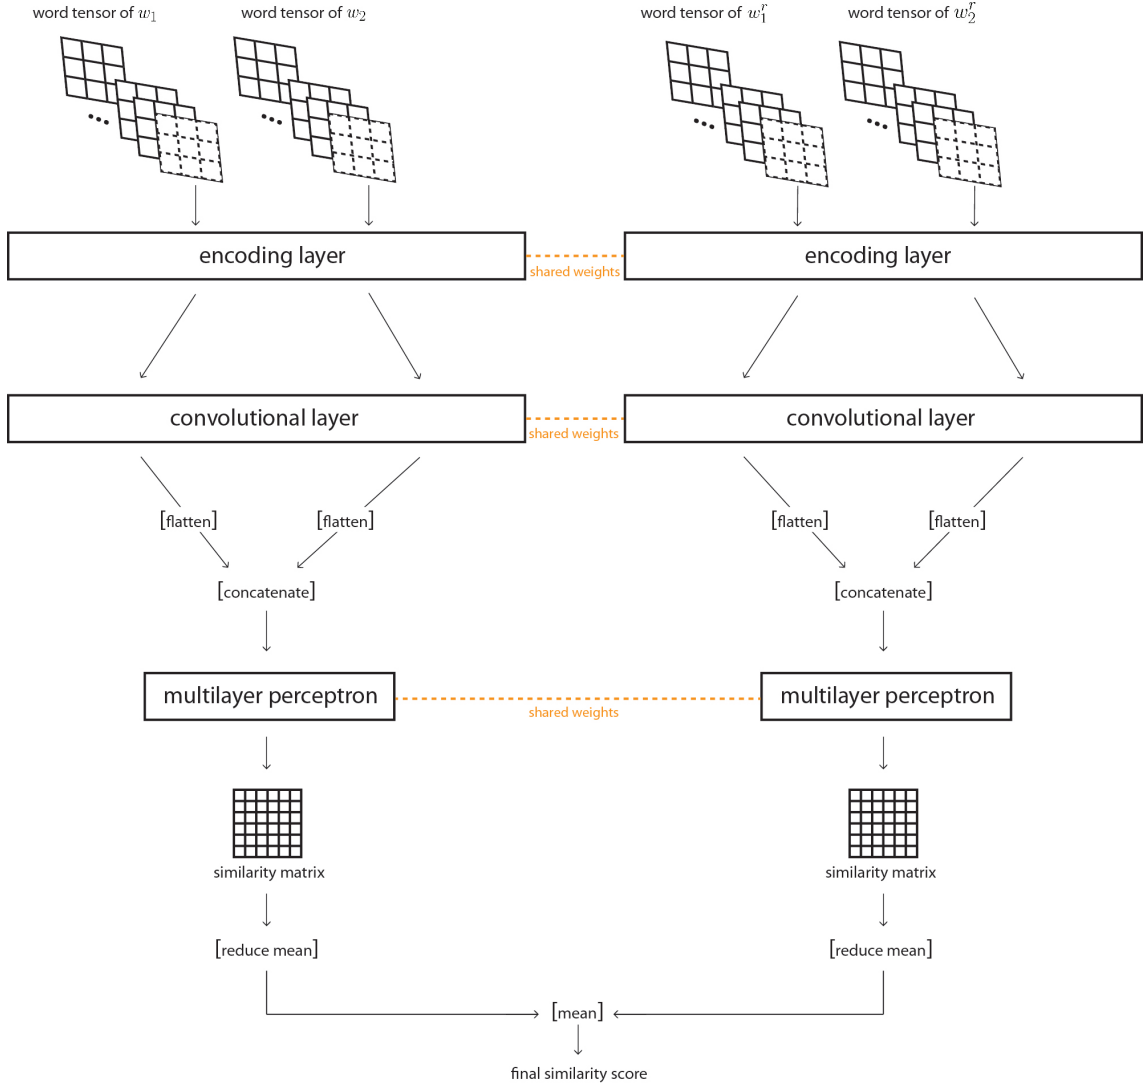 word tensor of w₁ word tensor of w₂ word tensor of w₁ʳ word tensor of w₂ʳ
encoding layer shared weights encoding layer
convolutional layer shared weights convolutional layer
[flatten] [flatten] [flatten] [flatten]
[concatenate] [concatenate]
multilayer perceptron shared weights multilayer perceptron
similarity matrix similarity matrix
[reduce mean] [reduce mean]
[mean]
final similarity score